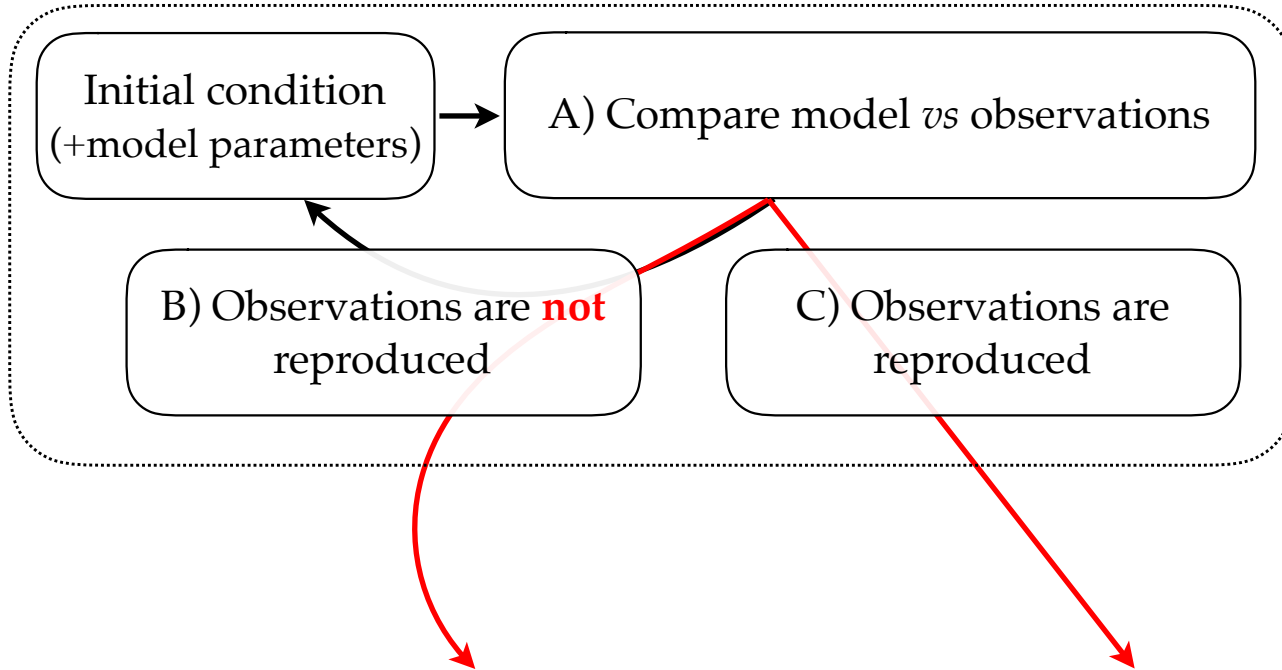 Initial condition
(+model parameters)
A) Compare model vs observations
B) Observations are not
reproduced
C) Observations are
reproduced